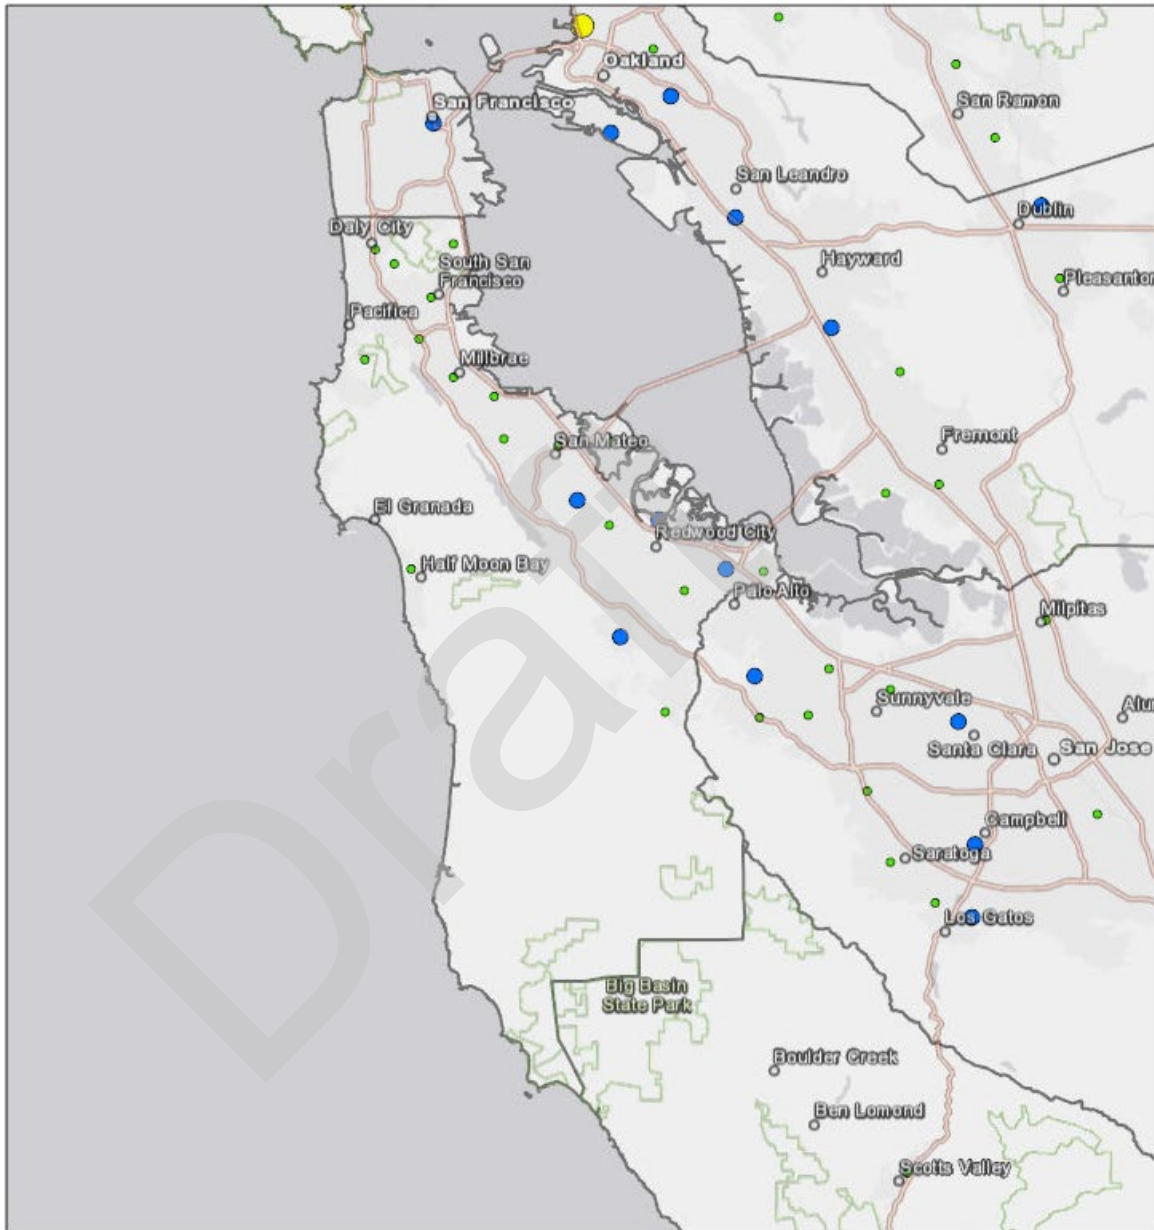 Oakland
San Francisco
San Ramon
San Leandro
Dublin
Daly City
South San
Francisco
Hayward
Pleasanton
Pacifica
Millbrae
San Mateo
Fremont
El Granada
Redwood City
Half Moon Bay
Palo Alto
Milpitas
Sunnyvale
Alu
Santa Clara
San Jose
Campbell
Saratoga
Los Gatos
Big Basin
State Park
Boulder Creek
Ben Lomond
Scotts Valley
Draft